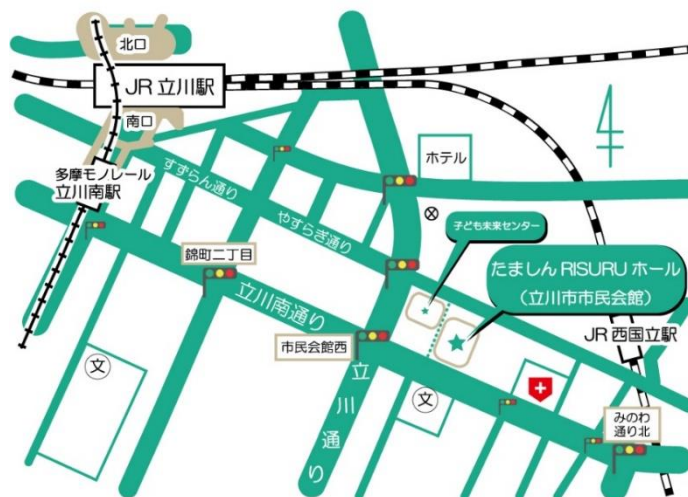 北口
JR 立川駅
南口
多摩モノレール
立川南駅
すずらん通り
やすらぎ通り
ホテル
子ども未来センター
たましん RISURU ホール
（立川市市民会館）
錦町二丁目
立川南通り
市民会館西
立川通り
JR 西国立駅
文
文
みのわ
通り北